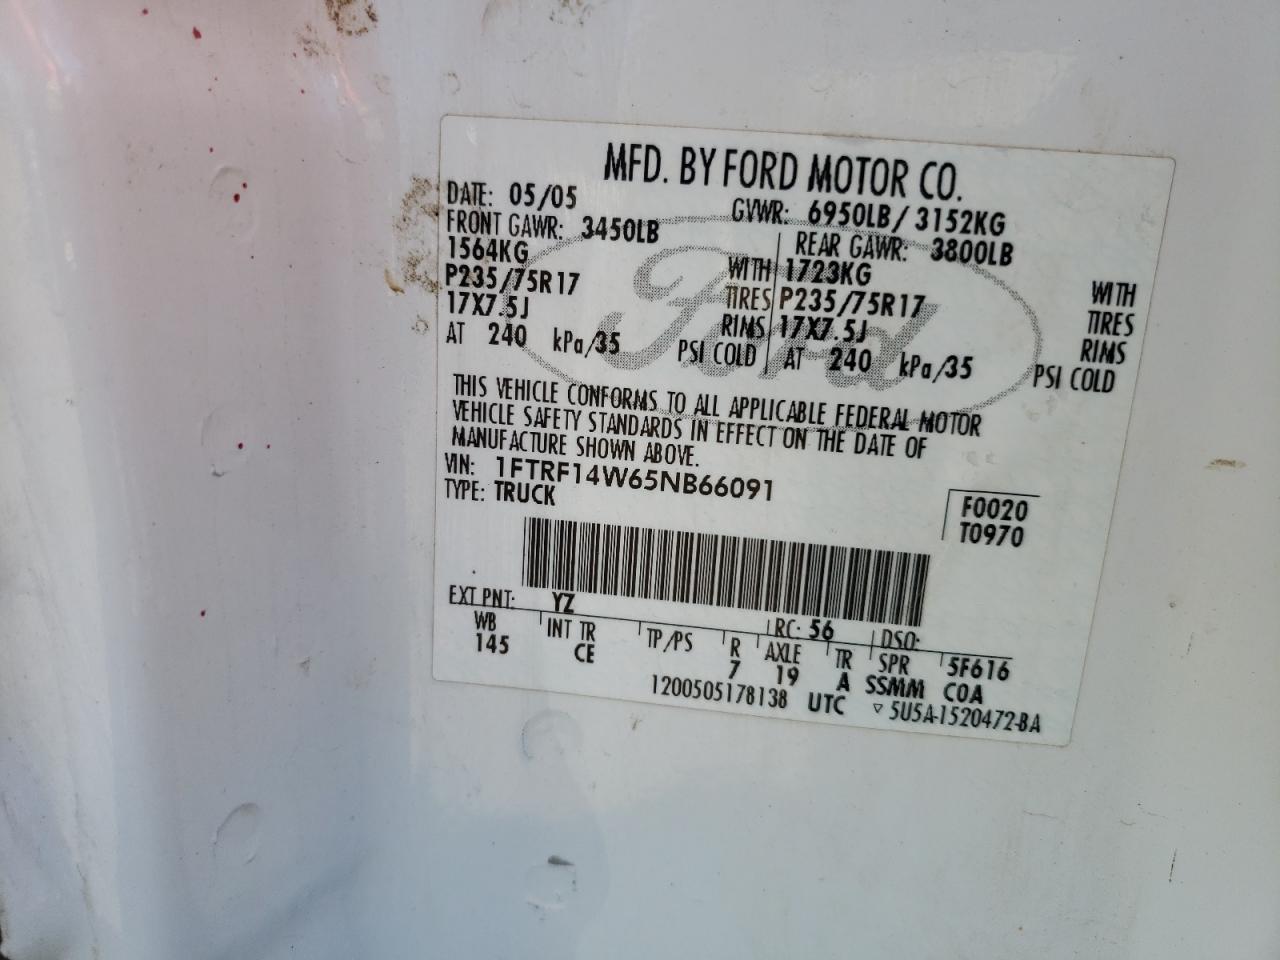 MFD. BY FORD MOTOR CO.
DATE: 05/05 GVWR: 6950LB/ 3152KG
FRONT GAWR: 3450LB REAR GAWR: 3800LB
1564KG WITH 1723KG WITH
P235/75R17 TIRES P235/75R17 TIRES
17X7.5J RIMS 17X7.5J RIMS
AT 240 kPa/35 PSI COLD AT 240 kPa/35 PSI COLD
Ford
THIS VEHICLE CONFORMS TO ALL APPLICABLE FEDERAL MOTOR
VEHICLE SAFETY STANDARDS IN EFFECT ON THE DATE OF
MANUFACTURE SHOWN ABOVE.
VIN: 1FTRF14W65NB66091
TYPE: TRUCK
F0020
T0970
EXT PNT: YZ RC: 56 DSO:
WB INT TR TP/PS R AXLE TR SPR 5F616
145 CE 7 19 A SSMM C0A
1200505178138 UTC ▿ 5U5A-1520472-BA